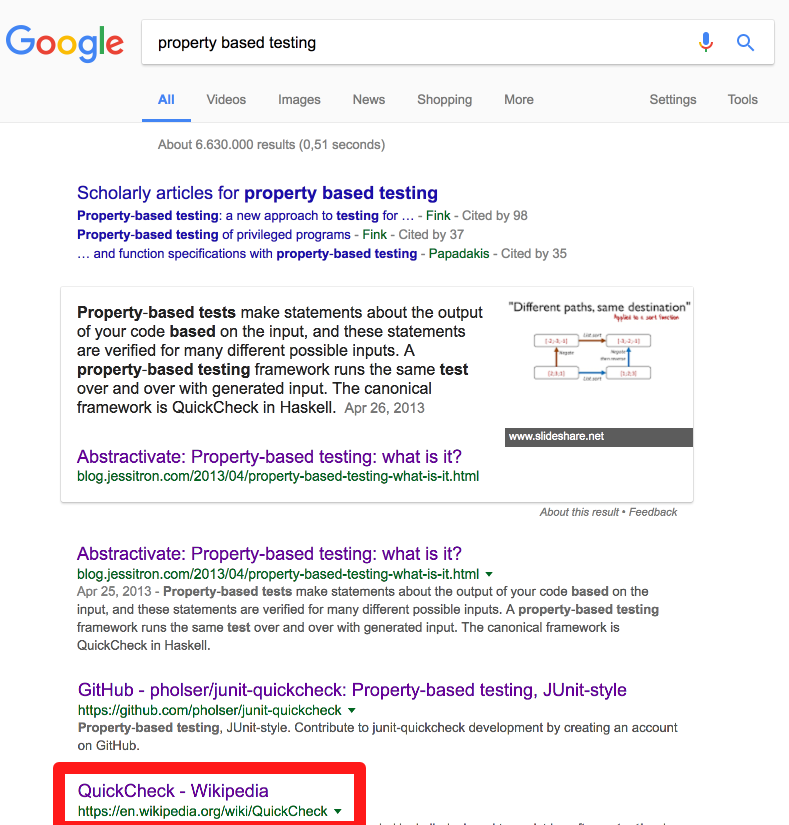 Google
property based testing
All Videos Images News Shopping More Settings Tools
About 6.630.000 results (0,51 seconds)
Scholarly articles for property based testing
Property-based testing: a new approach to testing for … - Fink - Cited by 98
Property-based testing of privileged programs - Fink - Cited by 37
… and function specifications with property-based testing - Papadakis - Cited by 35
Property-based tests make statements about the output
of your code based on the input, and these statements
are verified for many different possible inputs. A
property-based testing framework runs the same test
over and over with generated input. The canonical
framework is QuickCheck in Haskell. Apr 26, 2013
"Different paths, same destination"
Applied to a sort function
List.sort
Negate
Negate
then reverse
List.sort
www.slideshare.net
Abstractivate: Property-based testing: what is it?
blog.jessitron.com/2013/04/property-based-testing-what-is-it.html
About this result • Feedback
Abstractivate: Property-based testing: what is it?
blog.jessitron.com/2013/04/property-based-testing-what-is-it.html
Apr 25, 2013 - Property-based tests make statements about the output of your code based on the
input, and these statements are verified for many different possible inputs. A property-based testing
framework runs the same test over and over with generated input. The canonical framework is
QuickCheck in Haskell.
GitHub - pholser/junit-quickcheck: Property-based testing, JUnit-style
https://github.com/pholser/junit-quickcheck
Property-based testing, JUnit-style. Contribute to junit-quickcheck development by creating an account
on GitHub.
QuickCheck - Wikipedia
https://en.wikipedia.org/wiki/QuickCheck